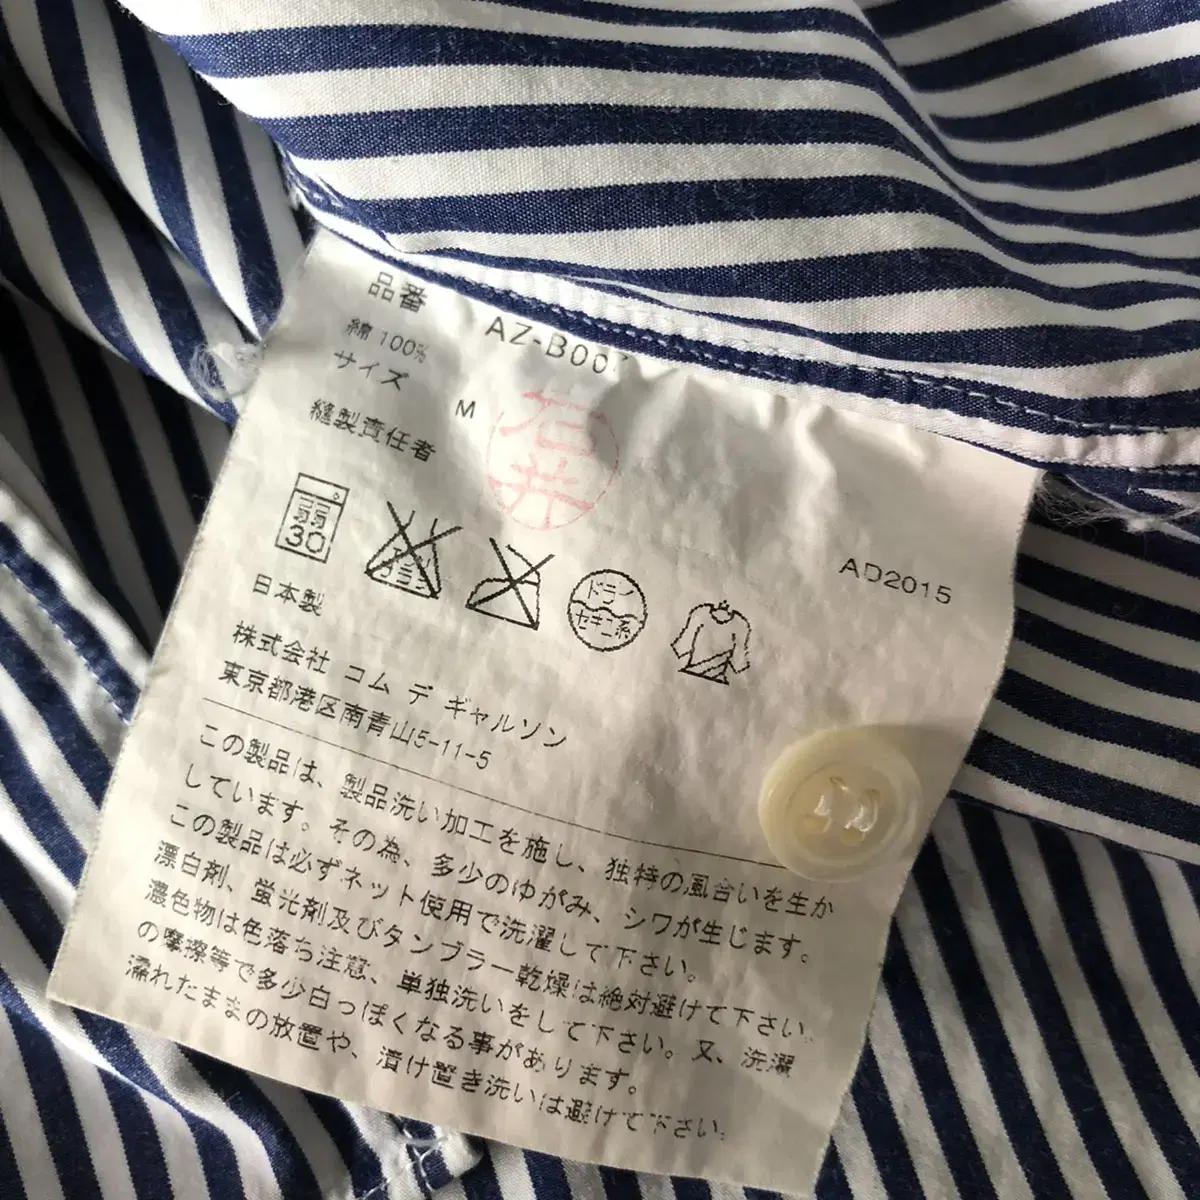 品番 AZ-B00
綿 100%
サイズ M
縫製責任者 石井
弱
30
ドライ
セキユ系
AD2015
日本製
株式会社 コム デ ギャルソン
東京都港区南青山5-11-5
この製品は、製品洗い加工を施し、独特の風合いを生か
しています。その為、多少のゆがみ、シワが生じます。
この製品は必ずネット使用で洗濯して下さい。
漂白剤、蛍光剤及びタンブラー乾燥は絶対避けて下さい。
濃色物は色落ち注意、単独洗いをして下さい。又、洗濯
の摩擦等で多少白っぽくなる事があります。
濡れたままの放置や、漬け置き洗いは避けて下さい。